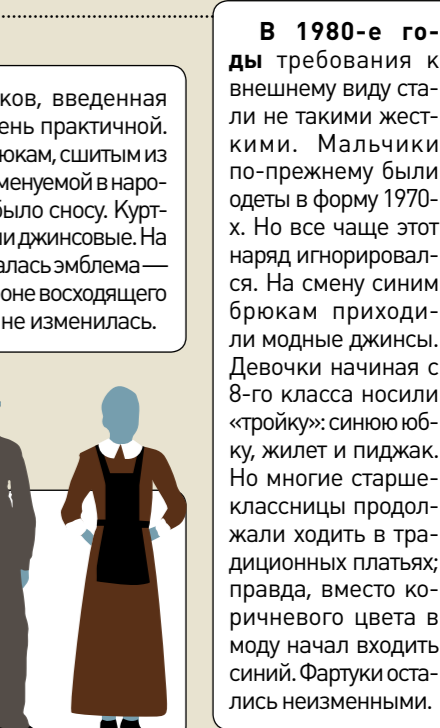 ков, введенная
ень практичной.
юкам, сшитым из
менуемой в наро-
было сносу. Курт-
и джинсовые. На
алась эмблема —
оне восходящего
не изменилась.
В 1980-е го-
ды требования к
внешнему виду ста-
ли не такими жест-
кими. Мальчики
по-прежнему были
одеты в форму 1970-
х. Но все чаще этот
наряд игнорировал-
ся. На смену синим
брюкам приходи-
ли модные джинсы.
Девочки начиная с
8-го класса носили
«тройку»: синюю юб-
ку, жилет и пиджак.
Но многие старше-
классницы продол-
жали ходить в тра-
диционных платьях;
правда, вместо ко-
ричневого цвета в
моду начал входить
синий. Фартуки оста-
лись неизменными.